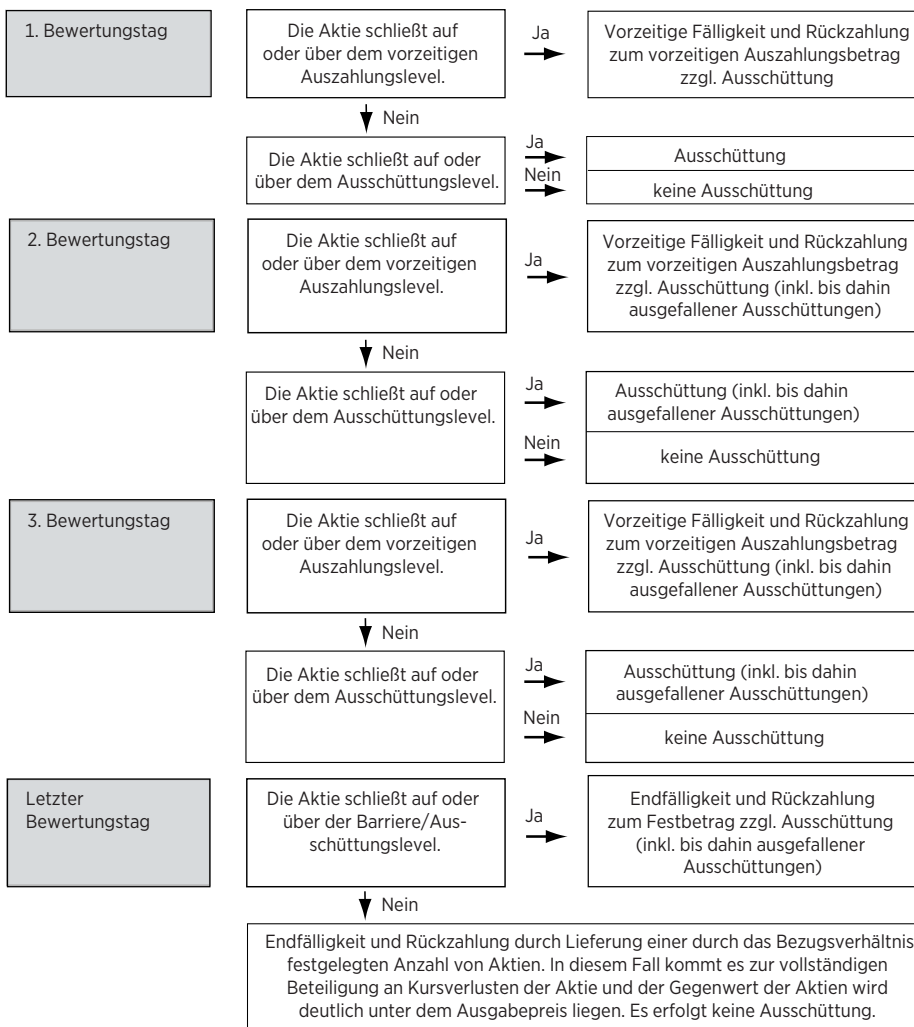 1. Bewertungstag
Die Aktie schließt auf
oder über dem vorzeitigen
Auszahlungslevel.
Ja
Vorzeitige Fälligkeit und Rückzahlung
zum vorzeitigen Auszahlungsbetrag
zzgl. Ausschüttung
Nein
Die Aktie schließt auf oder
über dem Ausschüttungslevel.
Ja
Ausschüttung
Nein
keine Ausschüttung
2. Bewertungstag
Die Aktie schließt auf
oder über dem vorzeitigen
Auszahlungslevel.
Ja
Vorzeitige Fälligkeit und Rückzahlung
zum vorzeitigen Auszahlungsbetrag
zzgl. Ausschüttung (inkl. bis dahin
ausgefallener Ausschüttungen)
Nein
Die Aktie schließt auf oder
über dem Ausschüttungslevel.
Ja
Ausschüttung (inkl. bis dahin
ausgefallener Ausschüttungen)
Nein
keine Ausschüttung
3. Bewertungstag
Die Aktie schließt auf
oder über dem vorzeitigen
Auszahlungslevel.
Ja
Vorzeitige Fälligkeit und Rückzahlung
zum vorzeitigen Auszahlungsbetrag
zzgl. Ausschüttung (inkl. bis dahin
ausgefallener Ausschüttungen)
Nein
Die Aktie schließt auf oder
über dem Ausschüttungslevel.
Ja
Ausschüttung (inkl. bis dahin
ausgefallener Ausschüttungen)
Nein
keine Ausschüttung
Letzter
Bewertungstag
Die Aktie schließt auf oder
über der Barriere/Aus-
schüttungslevel.
Ja
Endfälligkeit und Rückzahlung
zum Festbetrag zzgl. Ausschüttung
(inkl. bis dahin ausgefallener
Ausschüttungen)
Nein
Endfälligkeit und Rückzahlung durch Lieferung einer durch das Bezugsverhältnis
festgelegten Anzahl von Aktien. In diesem Fall kommt es zur vollständigen
Beteiligung an Kursverlusten der Aktie und der Gegenwert der Aktien wird
deutlich unter dem Ausgabepreis liegen. Es erfolgt keine Ausschüttung.